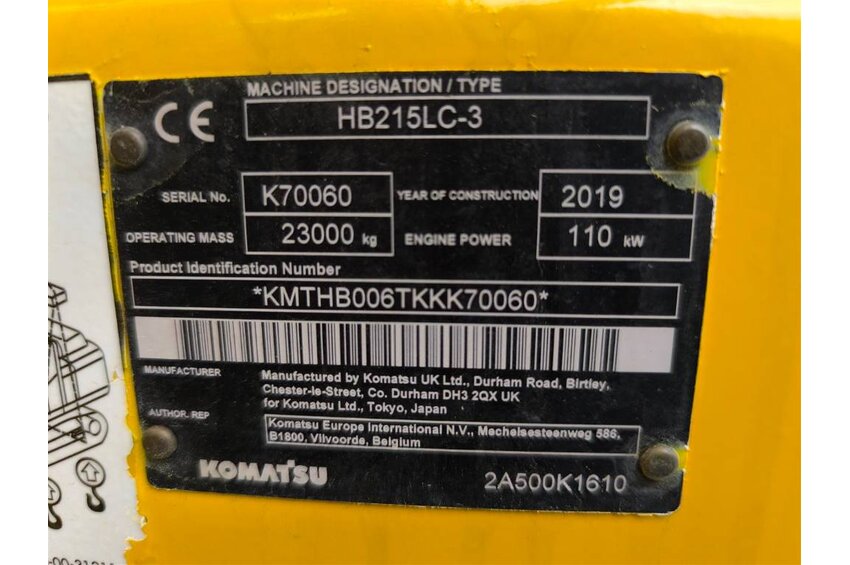 CE
MACHINE DESIGNATION / TYPE
HB215LC-3
SERIAL No. K70060 YEAR OF CONSTRUCTION 2019
OPERATING MASS 23000 kg ENGINE POWER 110 kW
Product Identification Number
*KMTHB006TKKK70060*
MANUFACTURER
Manufactured by Komatsu UK Ltd., Durham Road, Birtley,
Chester-le-Street, Co. Durham DH3 2QX UK
for Komatsu Ltd., Tokyo, Japan
AUTHOR. REP
Komatsu Europe International N.V., Mechelsesteenweg 586,
B1800, Vilvoorde, Belgium
KOMATSU
2A500K1610